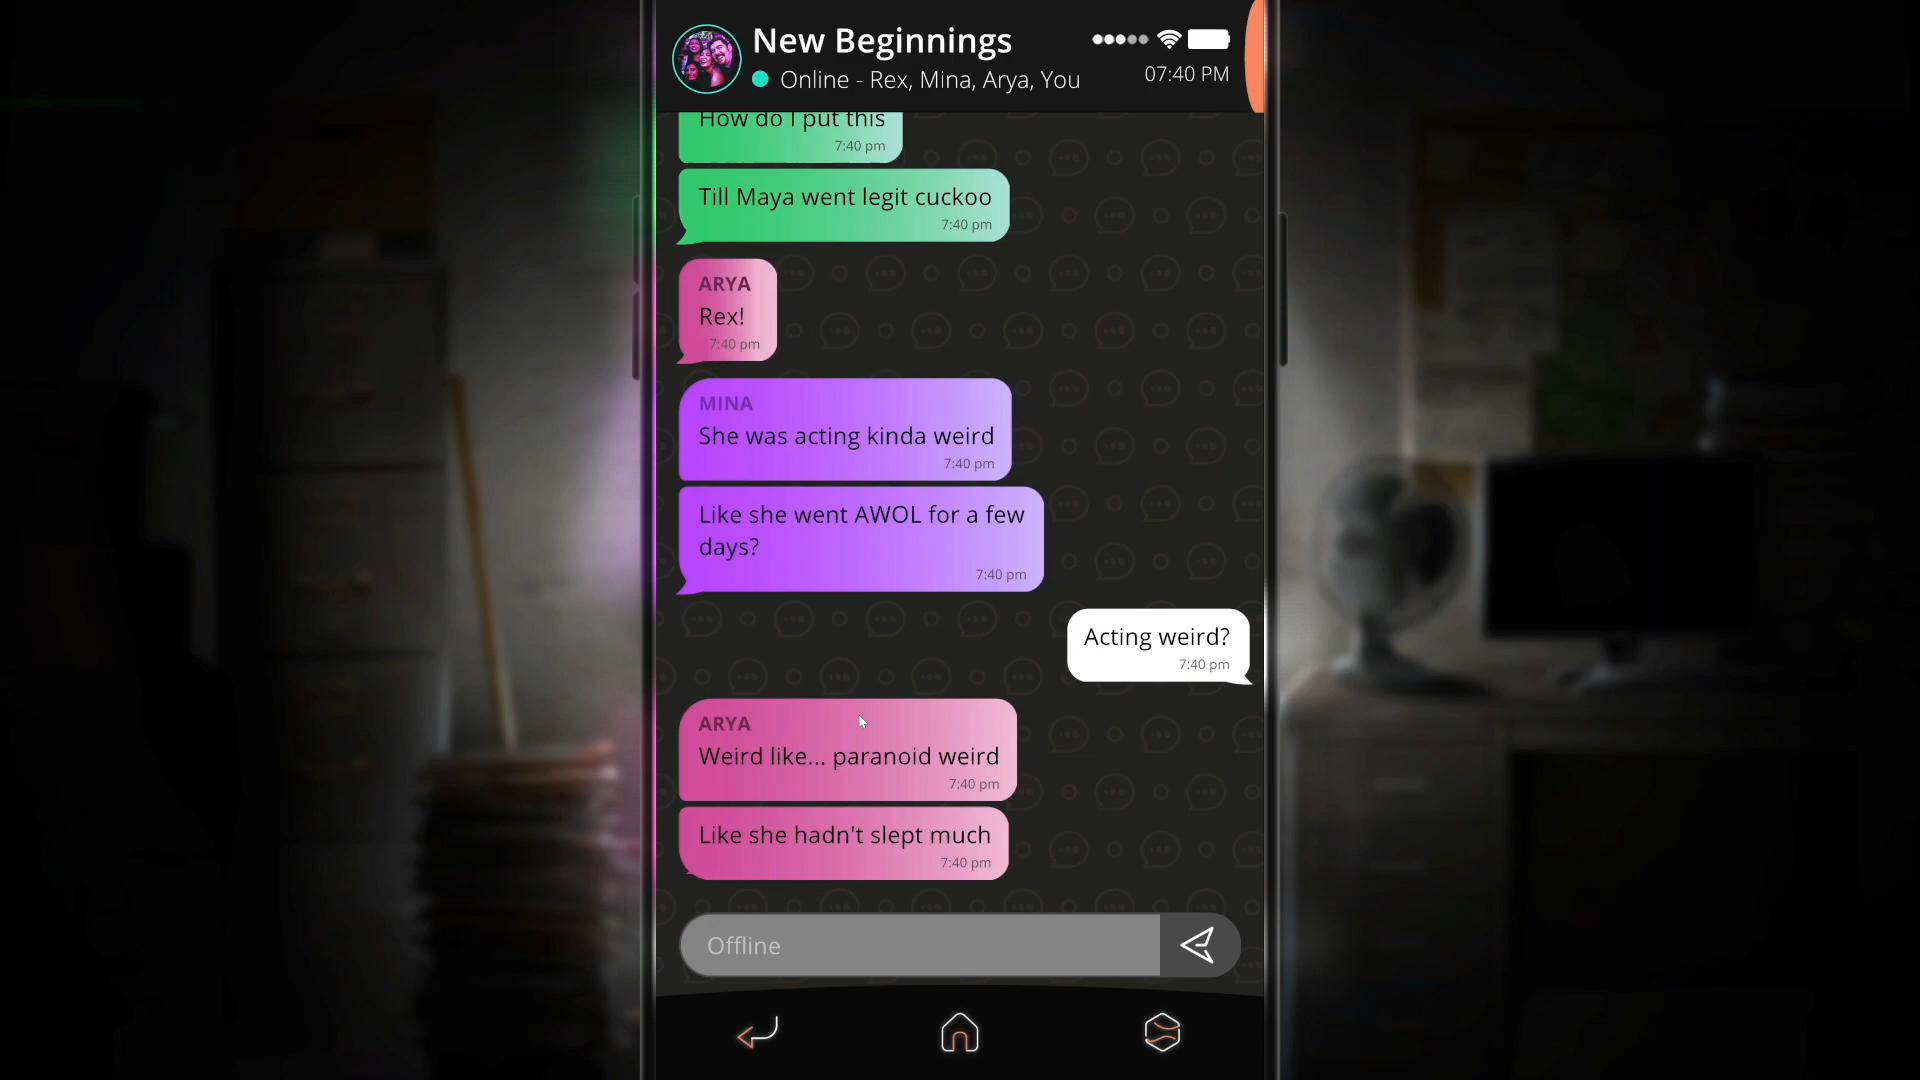 New Beginnings
Online - Rex, Mina, Arya, You
07:40 PM
How do I put this
7:40 pm
Till Maya went legit cuckoo
7:40 pm
ARYA
Rex!
7:40 pm
MINA
She was acting kinda weird
7:40 pm
Like she went AWOL for a few
days?
7:40 pm
Acting weird?
7:40 pm
ARYA
Weird like... paranoid weird
7:40 pm
Like she hadn't slept much
7:40 pm
Offline